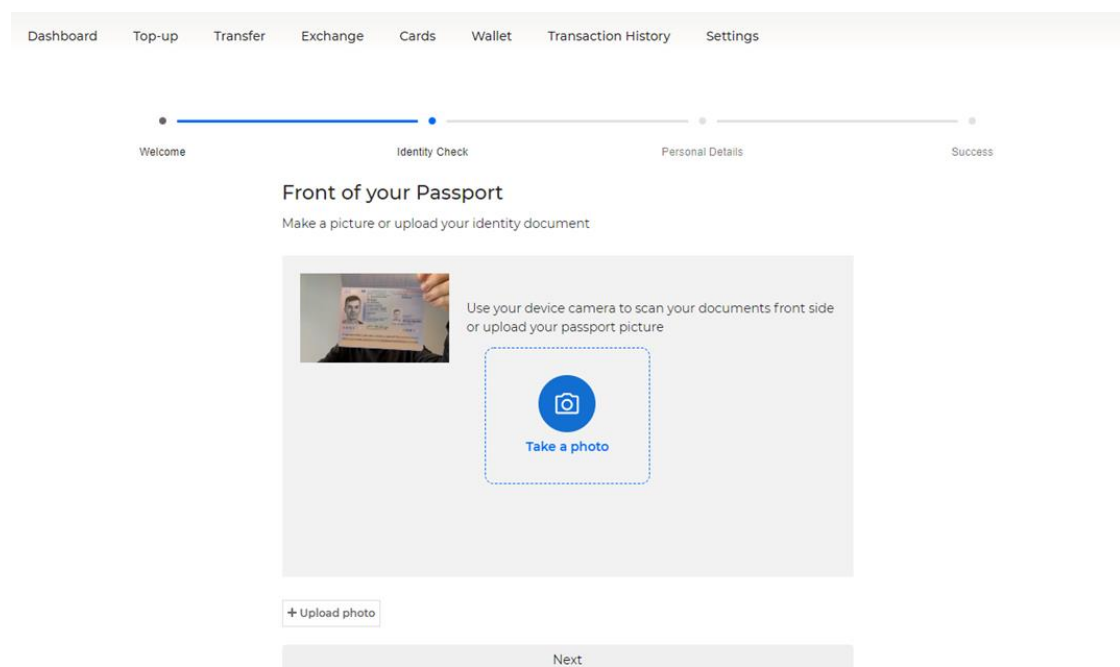 Dashboard Top-up Transfer Exchange Cards Wallet Transaction History Settings
Welcome Identity Check Personal Details Success
Front of your Passport
Make a picture or upload your identity document
Use your device camera to scan your documents front side
or upload your passport picture
Take a photo
+ Upload photo
Next